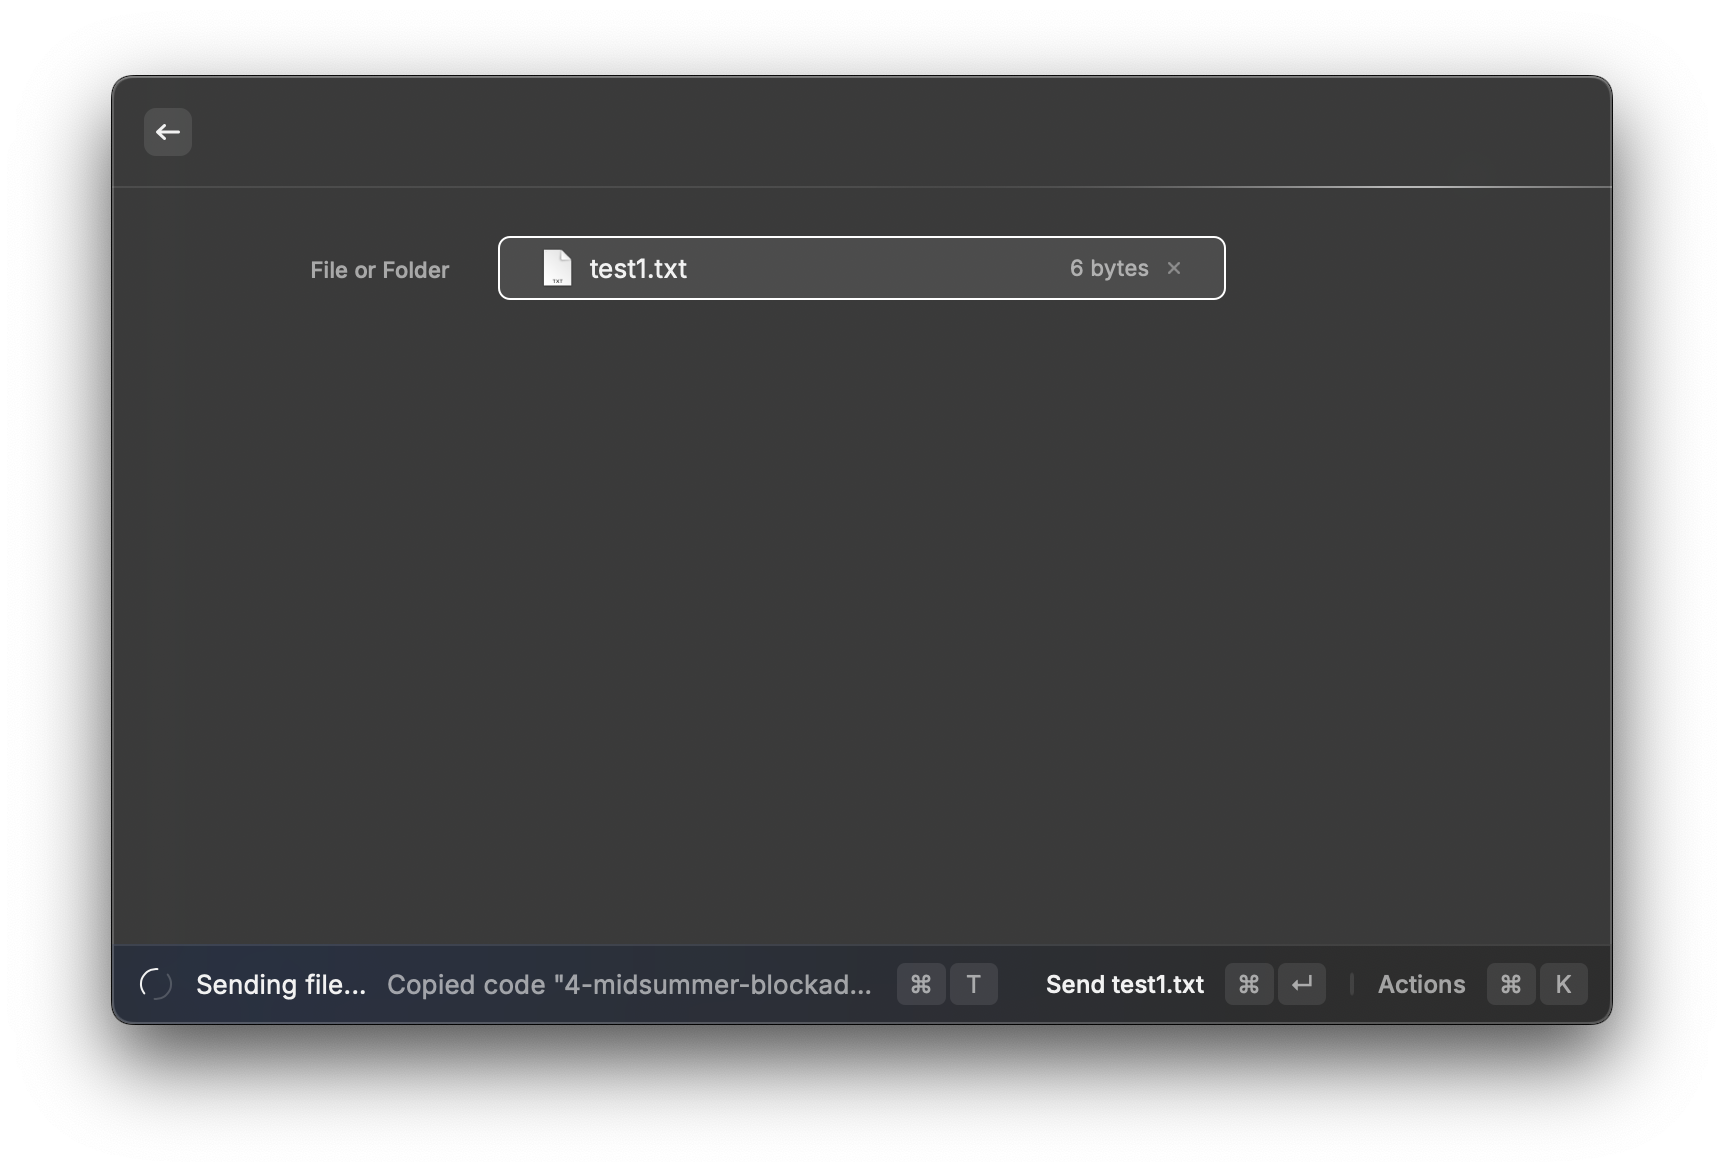 File or Folder
TXT
test1.txt
6 bytes ×
Sending file... Copied code "4-midsummer-blockad... ⌘ T Send test1.txt ⌘ ↵ Actions ⌘ K